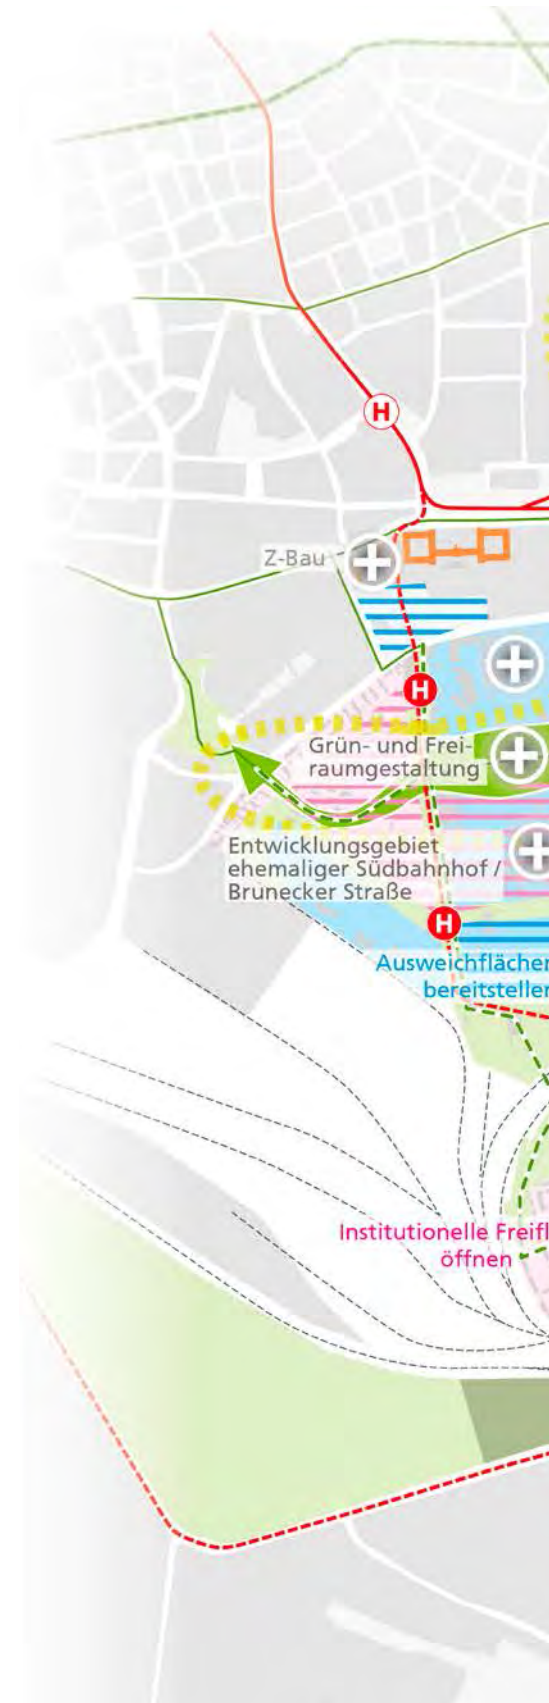 H
Z-Bau
H
Grün- und Frei-
raumgestaltung
Entwicklungsgebiet
ehemaliger Südbahnhof /
Brunecker Straße
H
Ausweichflächen
bereitstellen
Institutionelle Freifl
öffnen